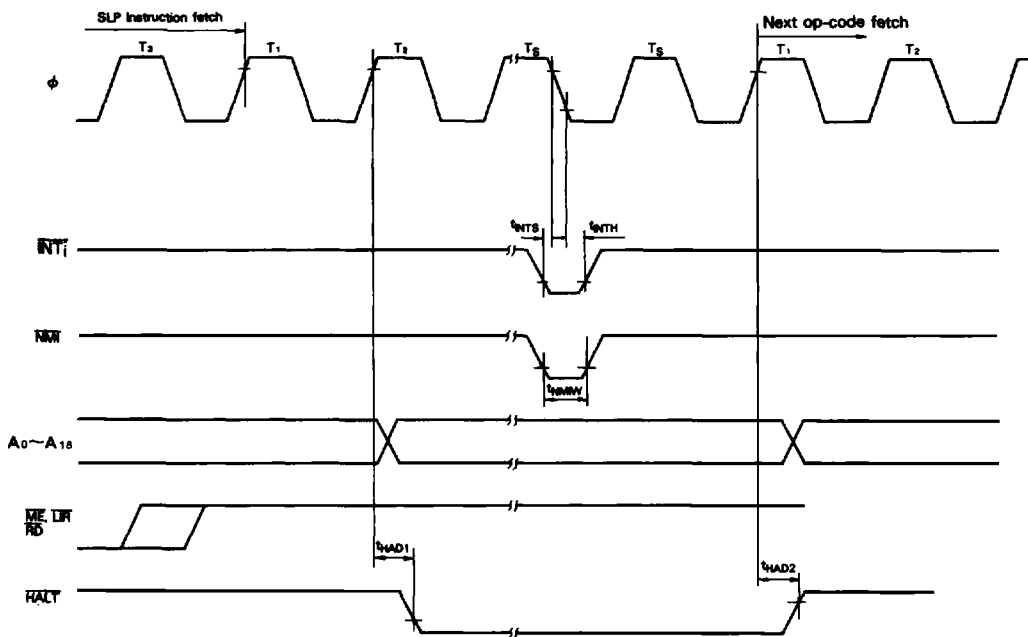 SLP Instruction fetch
Next op-code fetch
T3 T1 T2 TS TS T1 T2
ϕ
tINTS tINTH
INTi
NMI
tNMIW
A0~A18
ME, LIR
RD
tHAD1
tHAD2
HALT